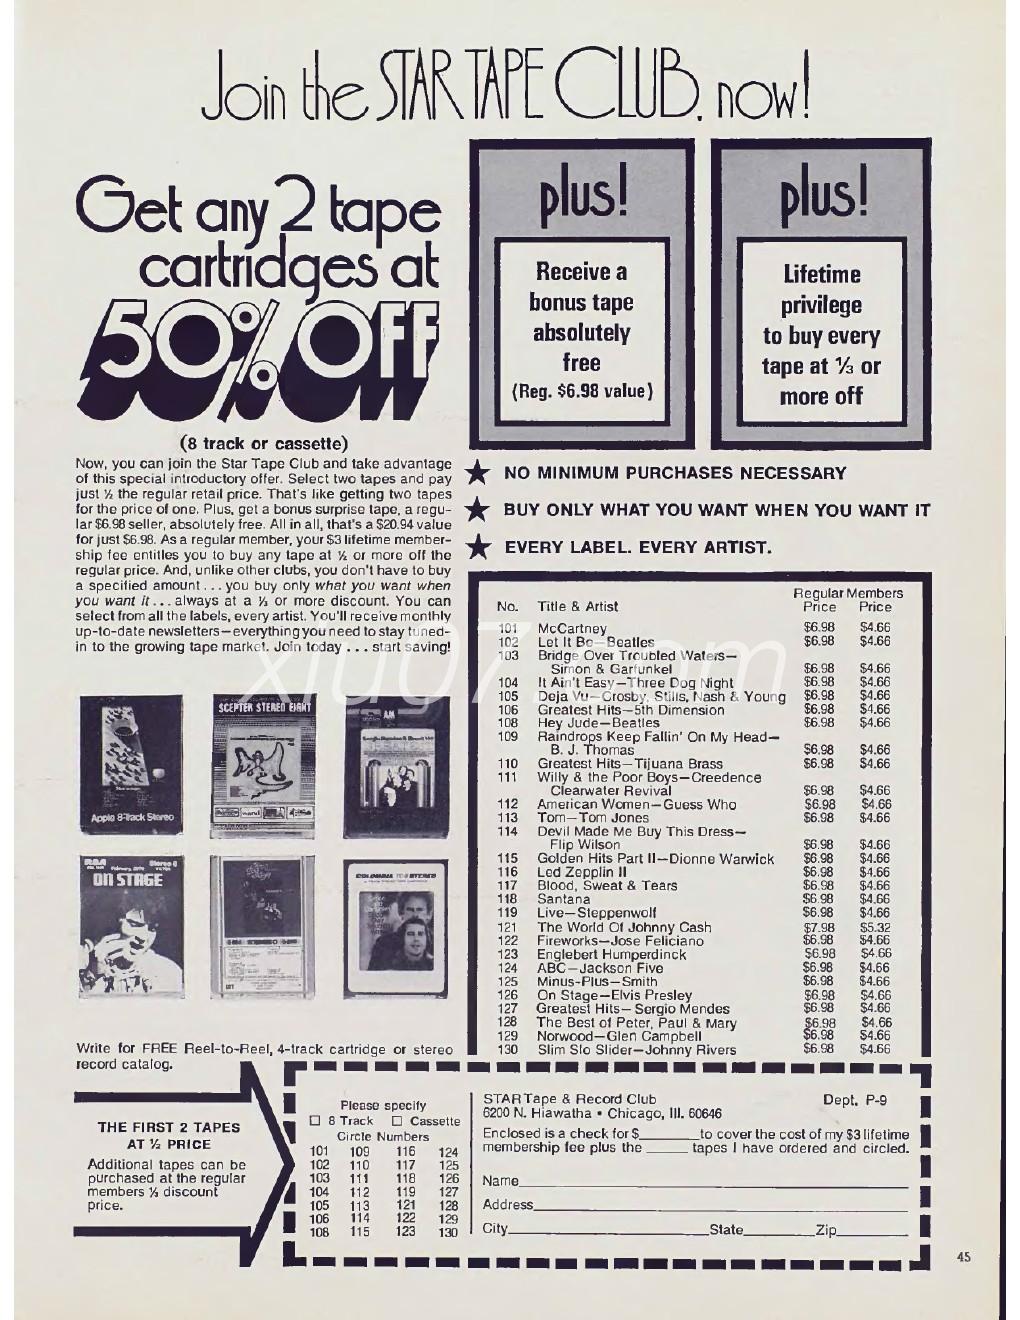 Join the STAR TAPE CLUB, now!
Get any 2 tape
cartridges at
50% OFF
(8 track or cassette)
Now, you can join the Star Tape Club and take advantage
of this special introductory offer. Select two tapes and pay
just ½ the regular retail price. That's like getting two tapes
for the price of one. Plus, get a bonus surprise tape, a regu-
lar $6.98 seller, absolutely free. All in all, that's a $20.94 value
for just $6.98. As a regular member, your $3 lifetime member-
ship fee entitles you to buy any tape at ⅓ or more off the
regular price. And, unlike other clubs, you don't have to buy
a specified amount . . . you buy only what you want when
you want it . . . always at a ⅓ or more discount. You can
select from all the labels, every artist. You'll receive monthly
up-to-date newsletters—everything you need to stay tuned-
in to the growing tape market. Join today . . . start saving!
plus!
Receive a
bonus tape
absolutely
free
(Reg. $6.98 value)
plus!
Lifetime
privilege
to buy every
tape at ⅓ or
more off
★ NO MINIMUM PURCHASES NECESSARY
★ BUY ONLY WHAT YOU WANT WHEN YOU WANT IT
★ EVERY LABEL. EVERY ARTIST.
Regular Members
No. Title & Artist Price Price
101 McCartney $6.98 $4.66
102 Let It Be—Beatles $6.98 $4.66
103 Bridge Over Troubled Waters—
Simon & Garfunkel $6.98 $4.66
104 It Ain't Easy—Three Dog Night $6.98 $4.66
105 Deja Vu—Crosby, Stills, Nash & Young $6.98 $4.66
106 Greatest Hits—5th Dimension $6.98 $4.66
108 Hey Jude—Beatles $6.98 $4.66
109 Raindrops Keep Fallin' On My Head—
B. J. Thomas $6.98 $4.66
110 Greatest Hits—Tijuana Brass $6.98 $4.66
111 Willy & the Poor Boys—Creedence
Clearwater Revival $6.98 $4.66
112 American Women—Guess Who $6.98 $4.66
113 Tom—Tom Jones $6.98 $4.66
114 Devil Made Me Buy This Dress—
Flip Wilson $6.98 $4.66
115 Golden Hits Part II—Dionne Warwick $6.98 $4.66
116 Led Zepplin II $6.98 $4.66
117 Blood, Sweat & Tears $6.98 $4.66
118 Santana $6.98 $4.66
119 Live—Steppenwolf $6.98 $4.66
121 The World Of Johnny Cash $7.98 $5.32
122 Fireworks—Jose Feliciano $6.98 $4.66
123 Englebert Humperdinck $6.98 $4.66
124 ABC—Jackson Five $6.98 $4.66
125 Minus-Plus—Smith $6.98 $4.66
126 On Stage—Elvis Presley $6.98 $4.66
127 Greatest Hits—Sergio Mendes $6.98 $4.66
128 The Best of Peter, Paul & Mary $6.98 $4.66
129 Norwood—Glen Campbell $6.98 $4.66
130 Slim Slo Slider—Johnny Rivers $6.98 $4.66
xiu07.com
Apple 8-Track Stereo
SCEPTER STEREO EIGHT
AM
RCA Stereo 8
ON STAGE
COLUMBIA STEREO
Write for FREE Reel-to-Reel, 4-track cartridge or stereo
record catalog.
THE FIRST 2 TAPES
AT ½ PRICE
Additional tapes can be
purchased at the regular
members ⅓ discount
price.
Please specify
☐ 8 Track ☐ Cassette
Circle Numbers
101 109 116 124
102 110 117 125
103 111 118 126
104 112 119 127
105 113 121 128
106 114 122 129
108 115 123 130
STAR Tape & Record Club Dept. P-9
6200 N. Hiawatha • Chicago, Ill. 60646
Enclosed is a check for $________to cover the cost of my $3 lifetime
membership fee plus the ______ tapes I have ordered and circled.
Name
Address
City State Zip
45